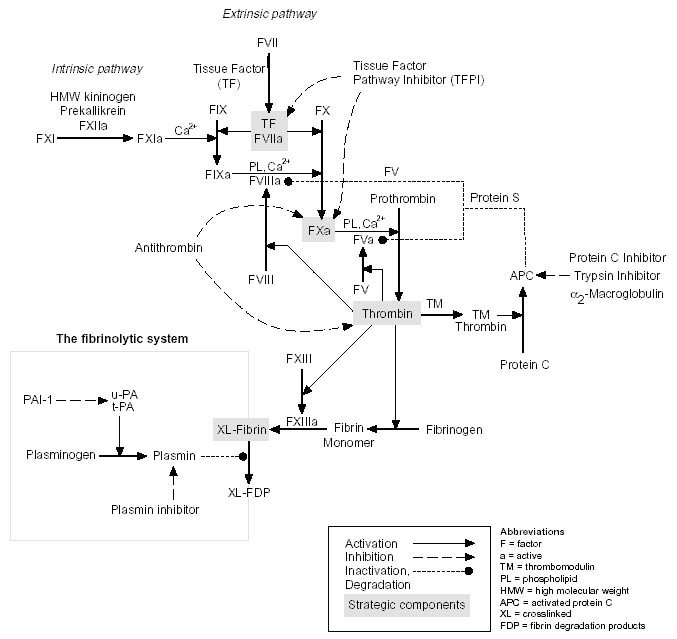 Extrinsic pathway
FVII
Intrinsic pathway
Tissue Factor
(TF)
Tissue Factor
Pathway Inhibitor (TFPI)
HMW kininogen
Prekallikrein
FXIIa
FXI
FXIa
Ca2+
FIX
TF
FVIIa
FX
FIXa
PL, Ca2+
FVIIIa
FV
Prothrombin
Protein S
FXa
PL, Ca2+
FVa
Antithrombin
FVIII
FV
APC
Protein C Inhibitor
Trypsin Inhibitor
α2-Macroglobulin
Thrombin
TM
TM
Thrombin
Protein C
The fibrinolytic system
FXIII
FXIIIa
PAI-1
u-PA
t-PA
XL-Fibrin
Fibrin
Monomer
Fibrinogen
Plasminogen
Plasmin
XL-FDP
Plasmin inhibitor
Activation
Inhibition
Inactivation,
Degradation
Strategic components
Abbreviations
F = factor
a = active
TM = thrombomodulin
PL = phospholipid
HMW = high molecular weight
APC = activated protein C
XL = crosslinked
FDP = fibrin degradation products